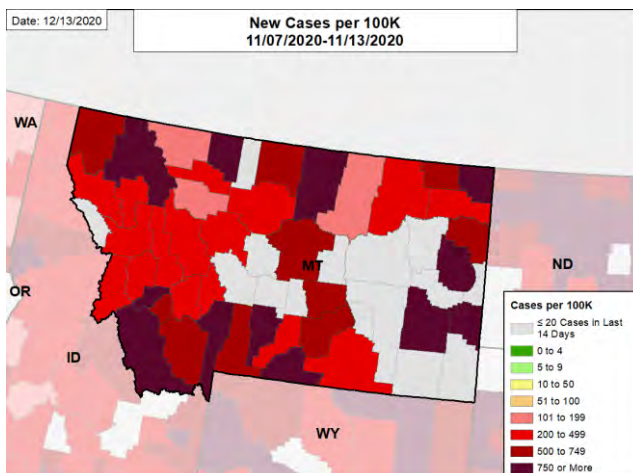 Date: 12/13/2020
New Cases per 100K
11/07/2020-11/13/2020
WA
MT
ND
OR
ID
WY
Cases per 100K
≤ 20 Cases in Last
14 Days
0 to 4
5 to 9
10 to 50
51 to 100
101 to 199
200 to 499
500 to 749
750 or More